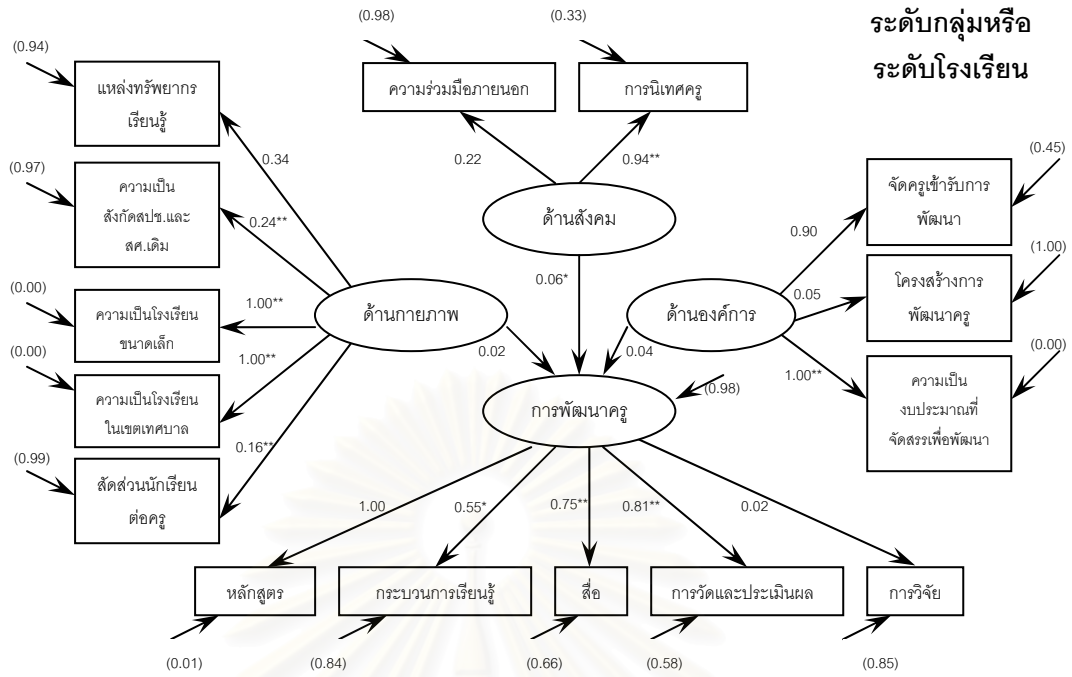 (0.98)
(0.33)
ระดับกลุ่มหรือ
ระดับโรงเรียน
(0.94)
แหล่งทรัพยากร
เรียนรู้
ความร่วมมือภายนอก
การนิเทศครู
0.34
0.22
0.94**
(0.45)
(0.97)
ความเป็น
สังกัดสปช.และ
สศ.เดิม
0.24**
ด้านสังคม
จัดครูเข้ารับการ
พัฒนา
0.90
(1.00)
(0.00)
ความเป็นโรงเรียน
ขนาดเล็ก
1.00**
ด้านกายภาพ
0.06*
ด้านองค์การ
0.05
โครงสร้างการ
พัฒนาครู
(0.00)
(0.00)
ความเป็นโรงเรียน
ในเขตเทศบาล
1.00**
0.02
0.04
1.00**
ความเป็น
งบประมาณที่
จัดสรรเพื่อพัฒนา
การพัฒนาครู
(0.98)
(0.99)
สัดส่วนนักเรียน
ต่อครู
0.16**
1.00
0.55*
0.75**
0.81**
0.02
หลักสูตร
กระบวนการเรียนรู้
สื่อ
การวัดและประเมินผล
การวิจัย
(0.01)
(0.84)
(0.66)
(0.58)
(0.85)